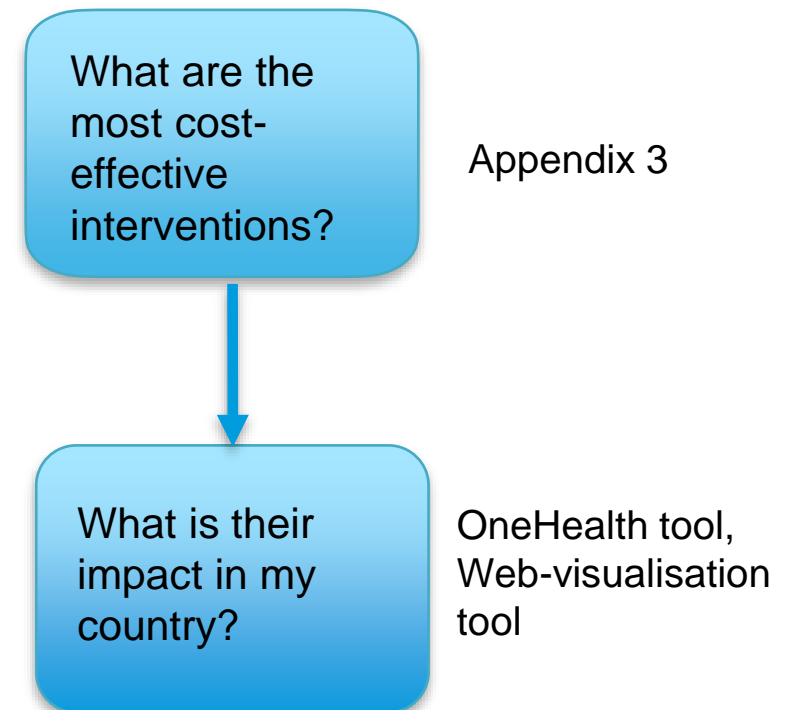 What are the
most cost-
effective
interventions?
Appendix 3
What is their
impact in my
country?
OneHealth tool,
Web-visualisation
tool